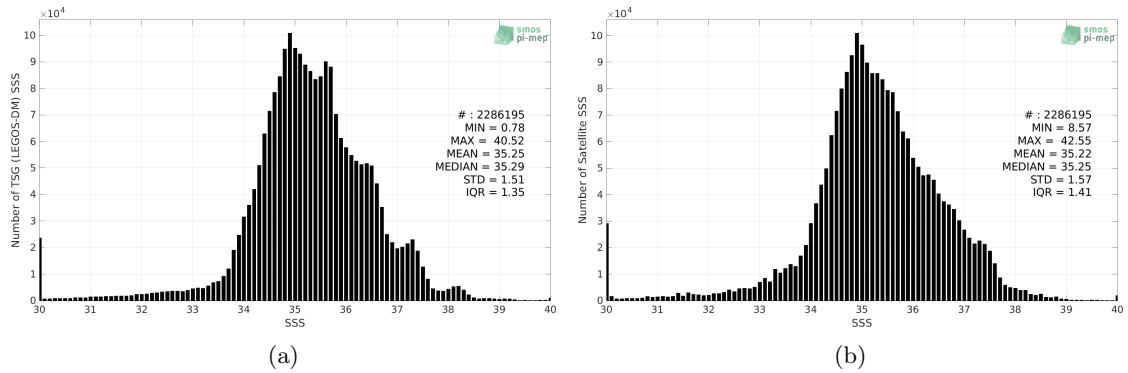 ×10⁴
10
9
8
7
6
5
4
3
2
1
0
Number of TSG (LEGOS-DM) SSS
30 31 32 33 34 35 36 37 38 39 40
SSS
smos
pi-mep
# : 2286195
MIN = 0.78
MAX = 40.52
MEAN = 35.25
MEDIAN = 35.29
STD = 1.51
IQR = 1.35
(a)
×10⁴
10
9
8
7
6
5
4
3
2
1
0
Number of Satellite SSS
30 31 32 33 34 35 36 37 38 39 40
SSS
smos
pi-mep
# : 2286195
MIN = 8.57
MAX = 42.55
MEAN = 35.22
MEDIAN = 35.25
STD = 1.57
IQR = 1.41
(b)